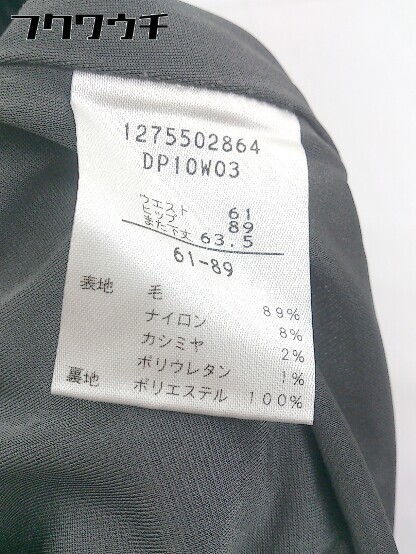 フクワウチ
1275502864
DP10W03
ウエスト 61
ヒップ 89
また下丈 63.5
61-89
表地 毛 89%
ナイロン 8%
カシミヤ 2%
ポリウレタン 1%
裏地 ポリエステル 100%